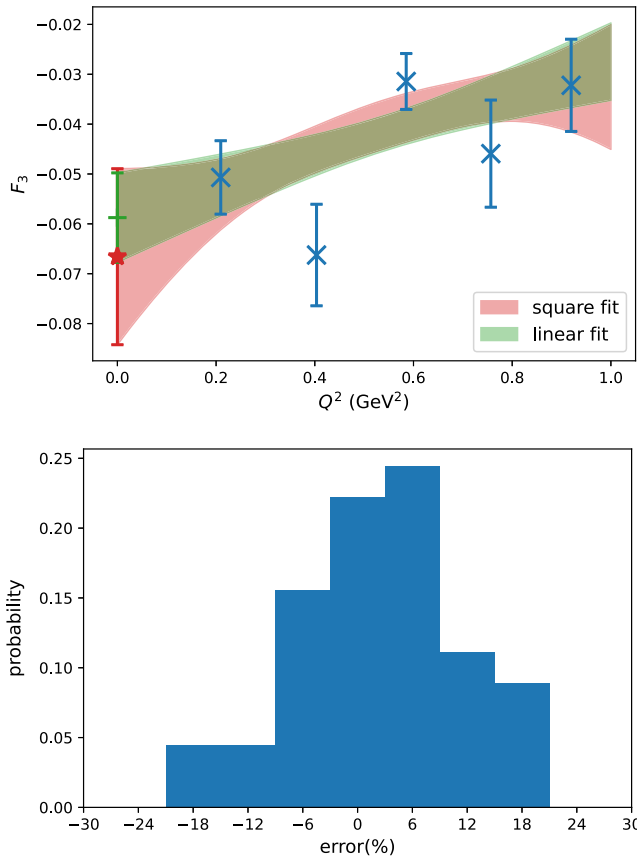 −0.02
−0.03
−0.04
−0.05
−0.06
−0.07
−0.08
F₃
square fit
linear fit
0.0 0.2 0.4 0.6 0.8 1.0
Q² (GeV²)
0.25
0.20
0.15
0.10
0.05
0.00
probability
−30 −24 −18 −12 −6 0 6 12 18 24 30
error(%)